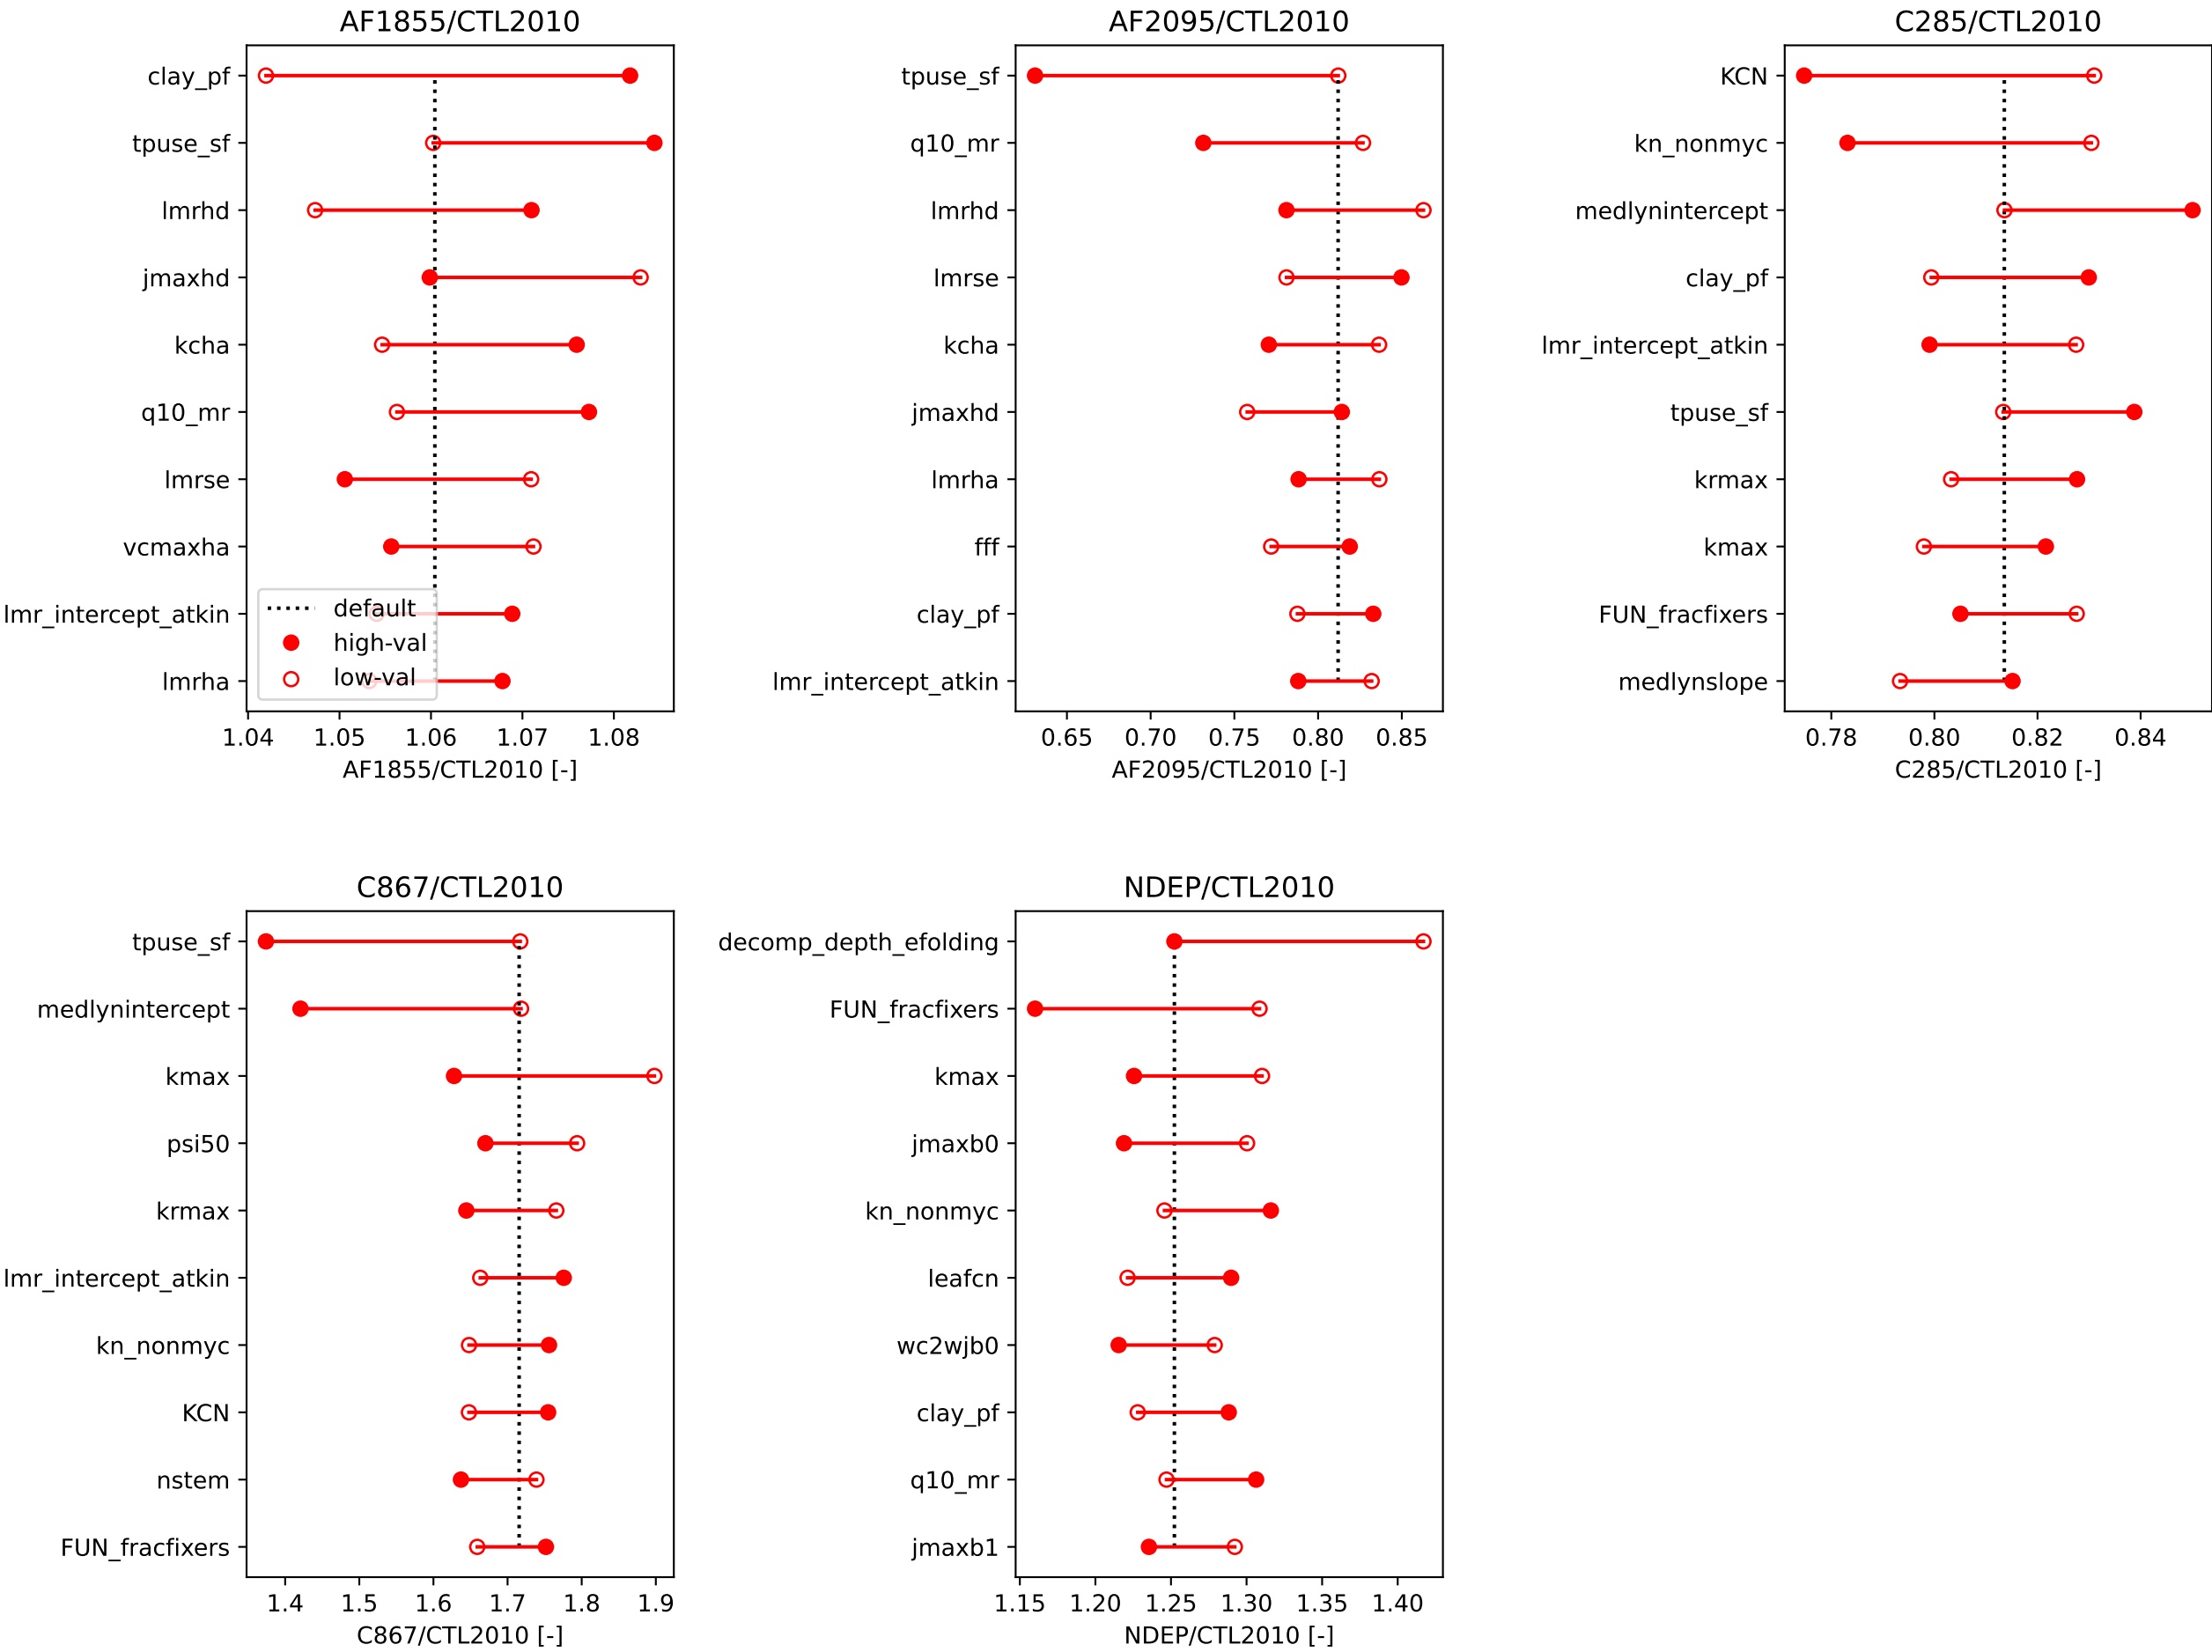 AF1855/CTL2010
clay_pf
tpuse_sf
lmrhd
jmaxhd
kcha
q10_mr
lmrse
vcmaxha
lmr_intercept_atkin
lmrha
default
high-val
low-val
1.04 1.05 1.06 1.07 1.08
AF1855/CTL2010 [-]
AF2095/CTL2010
tpuse_sf
q10_mr
lmrhd
lmrse
kcha
jmaxhd
lmrha
fff
clay_pf
lmr_intercept_atkin
0.65 0.70 0.75 0.80 0.85
AF2095/CTL2010 [-]
C285/CTL2010
KCN
kn_nonmyc
medlynintercept
clay_pf
lmr_intercept_atkin
tpuse_sf
krmax
kmax
FUN_fracfixers
medlynslope
0.78 0.80 0.82 0.84
C285/CTL2010 [-]
C867/CTL2010
tpuse_sf
medlynintercept
kmax
psi50
krmax
lmr_intercept_atkin
kn_nonmyc
KCN
nstem
FUN_fracfixers
1.4 1.5 1.6 1.7 1.8 1.9
C867/CTL2010 [-]
NDEP/CTL2010
decomp_depth_efolding
FUN_fracfixers
kmax
jmaxb0
kn_nonmyc
leafcn
wc2wjb0
clay_pf
q10_mr
jmaxb1
1.15 1.20 1.25 1.30 1.35 1.40
NDEP/CTL2010 [-]